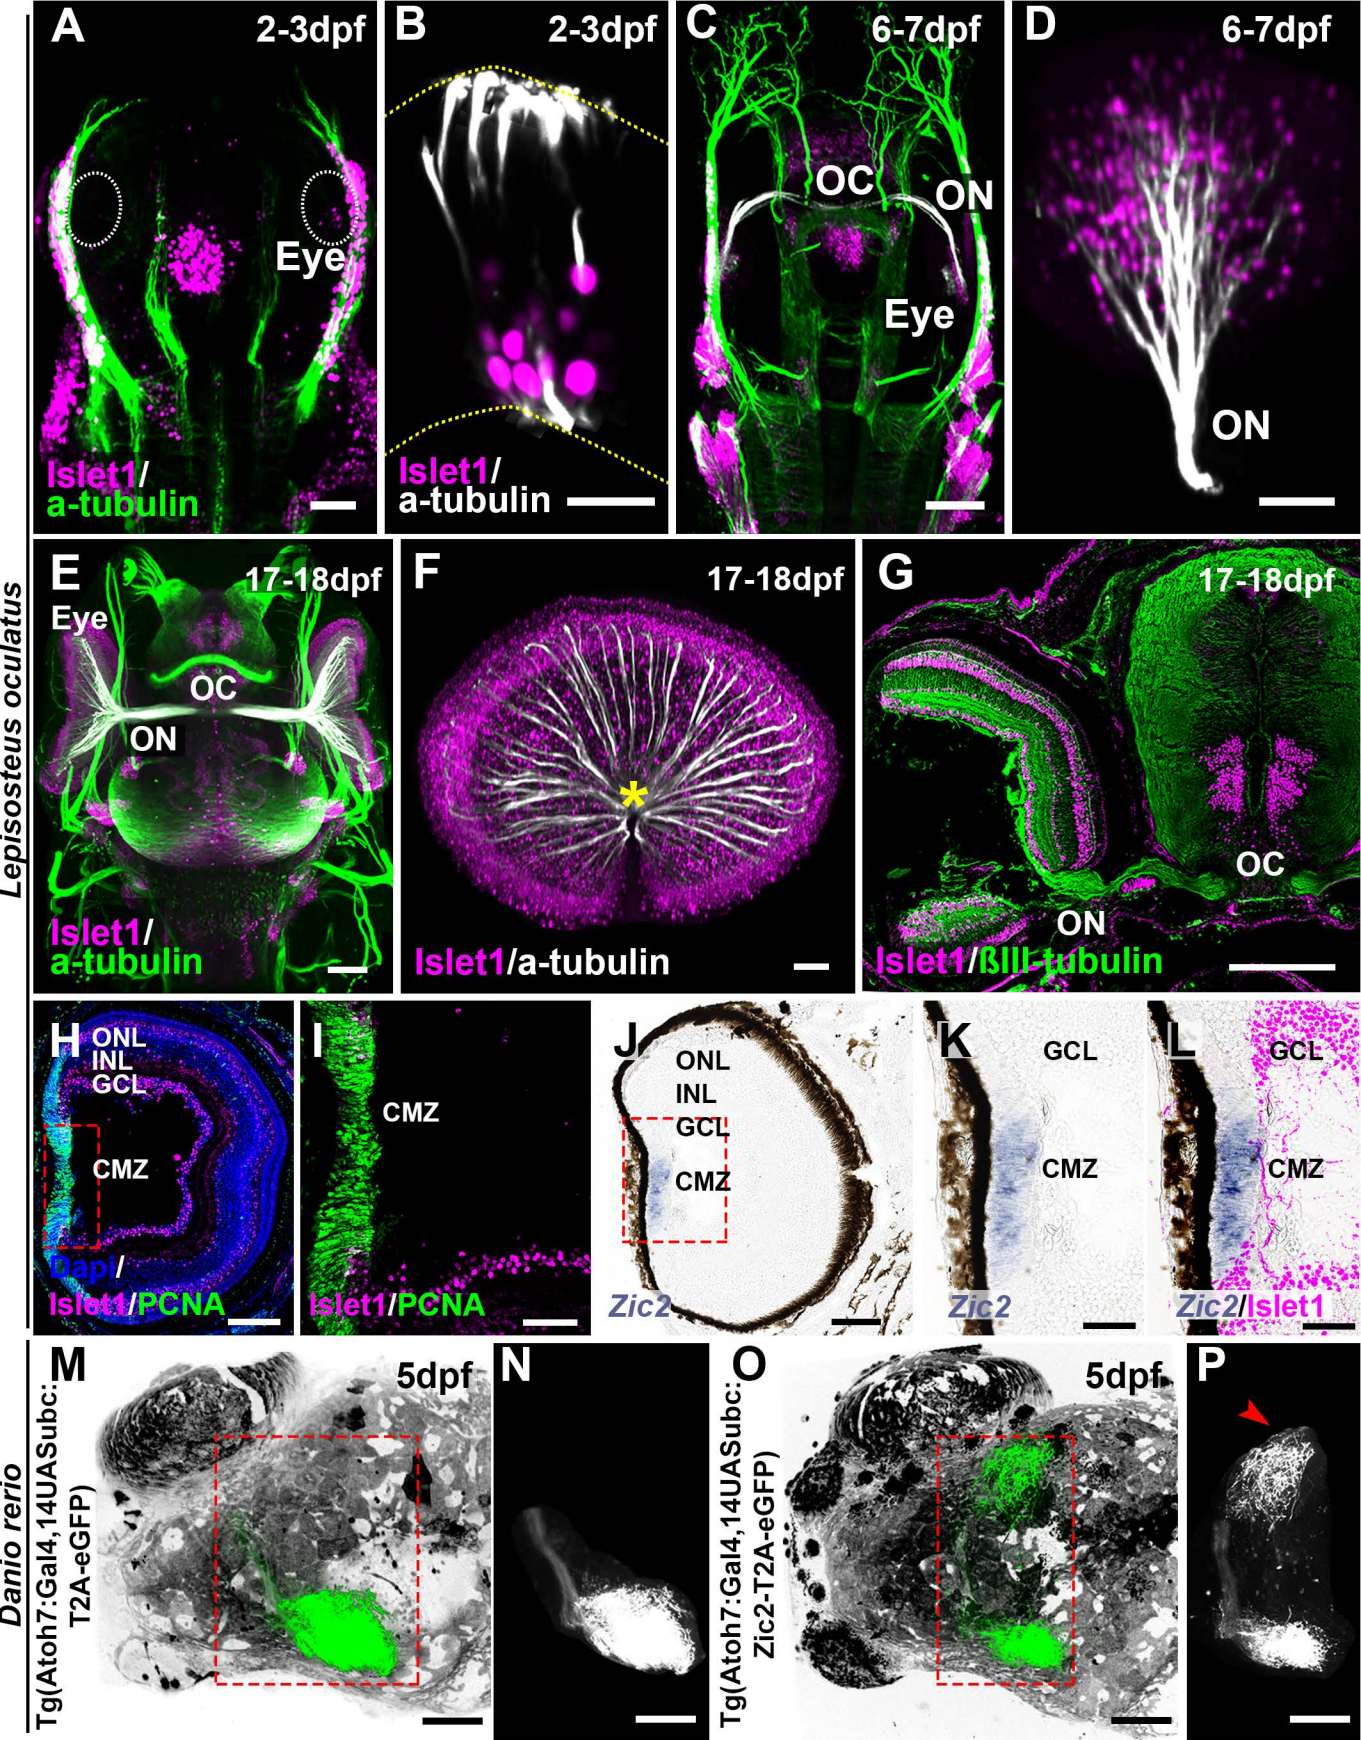 Lepisosteus oculatus
A
2-3dpf
Eye
Islet1/
a-tubulin
B
2-3dpf
Islet1/
a-tubulin
C
6-7dpf
OC
ON
Eye
D
6-7dpf
ON
E
17-18dpf
Eye
OC
ON
Islet1/
a-tubulin
F
17-18dpf
*
Islet1/a-tubulin
G
17-18dpf
OC
ON
Islet1/ßIII-tubulin
H
ONL
INL
GCL
CMZ
Dapi/
Islet1/PCNA
I
CMZ
Islet1/PCNA
J
ONL
INL
GCL
CMZ
Zic2
K
GCL
CMZ
Zic2
L
GCL
CMZ
Zic2/Islet1
Danio rerio
Tg(Atoh7:Gal4,14UASubc:
T2A-eGFP)
M
5dpf
N
Tg(Atoh7:Gal4,14UASubc:
Zic2-T2A-eGFP)
O
5dpf
P